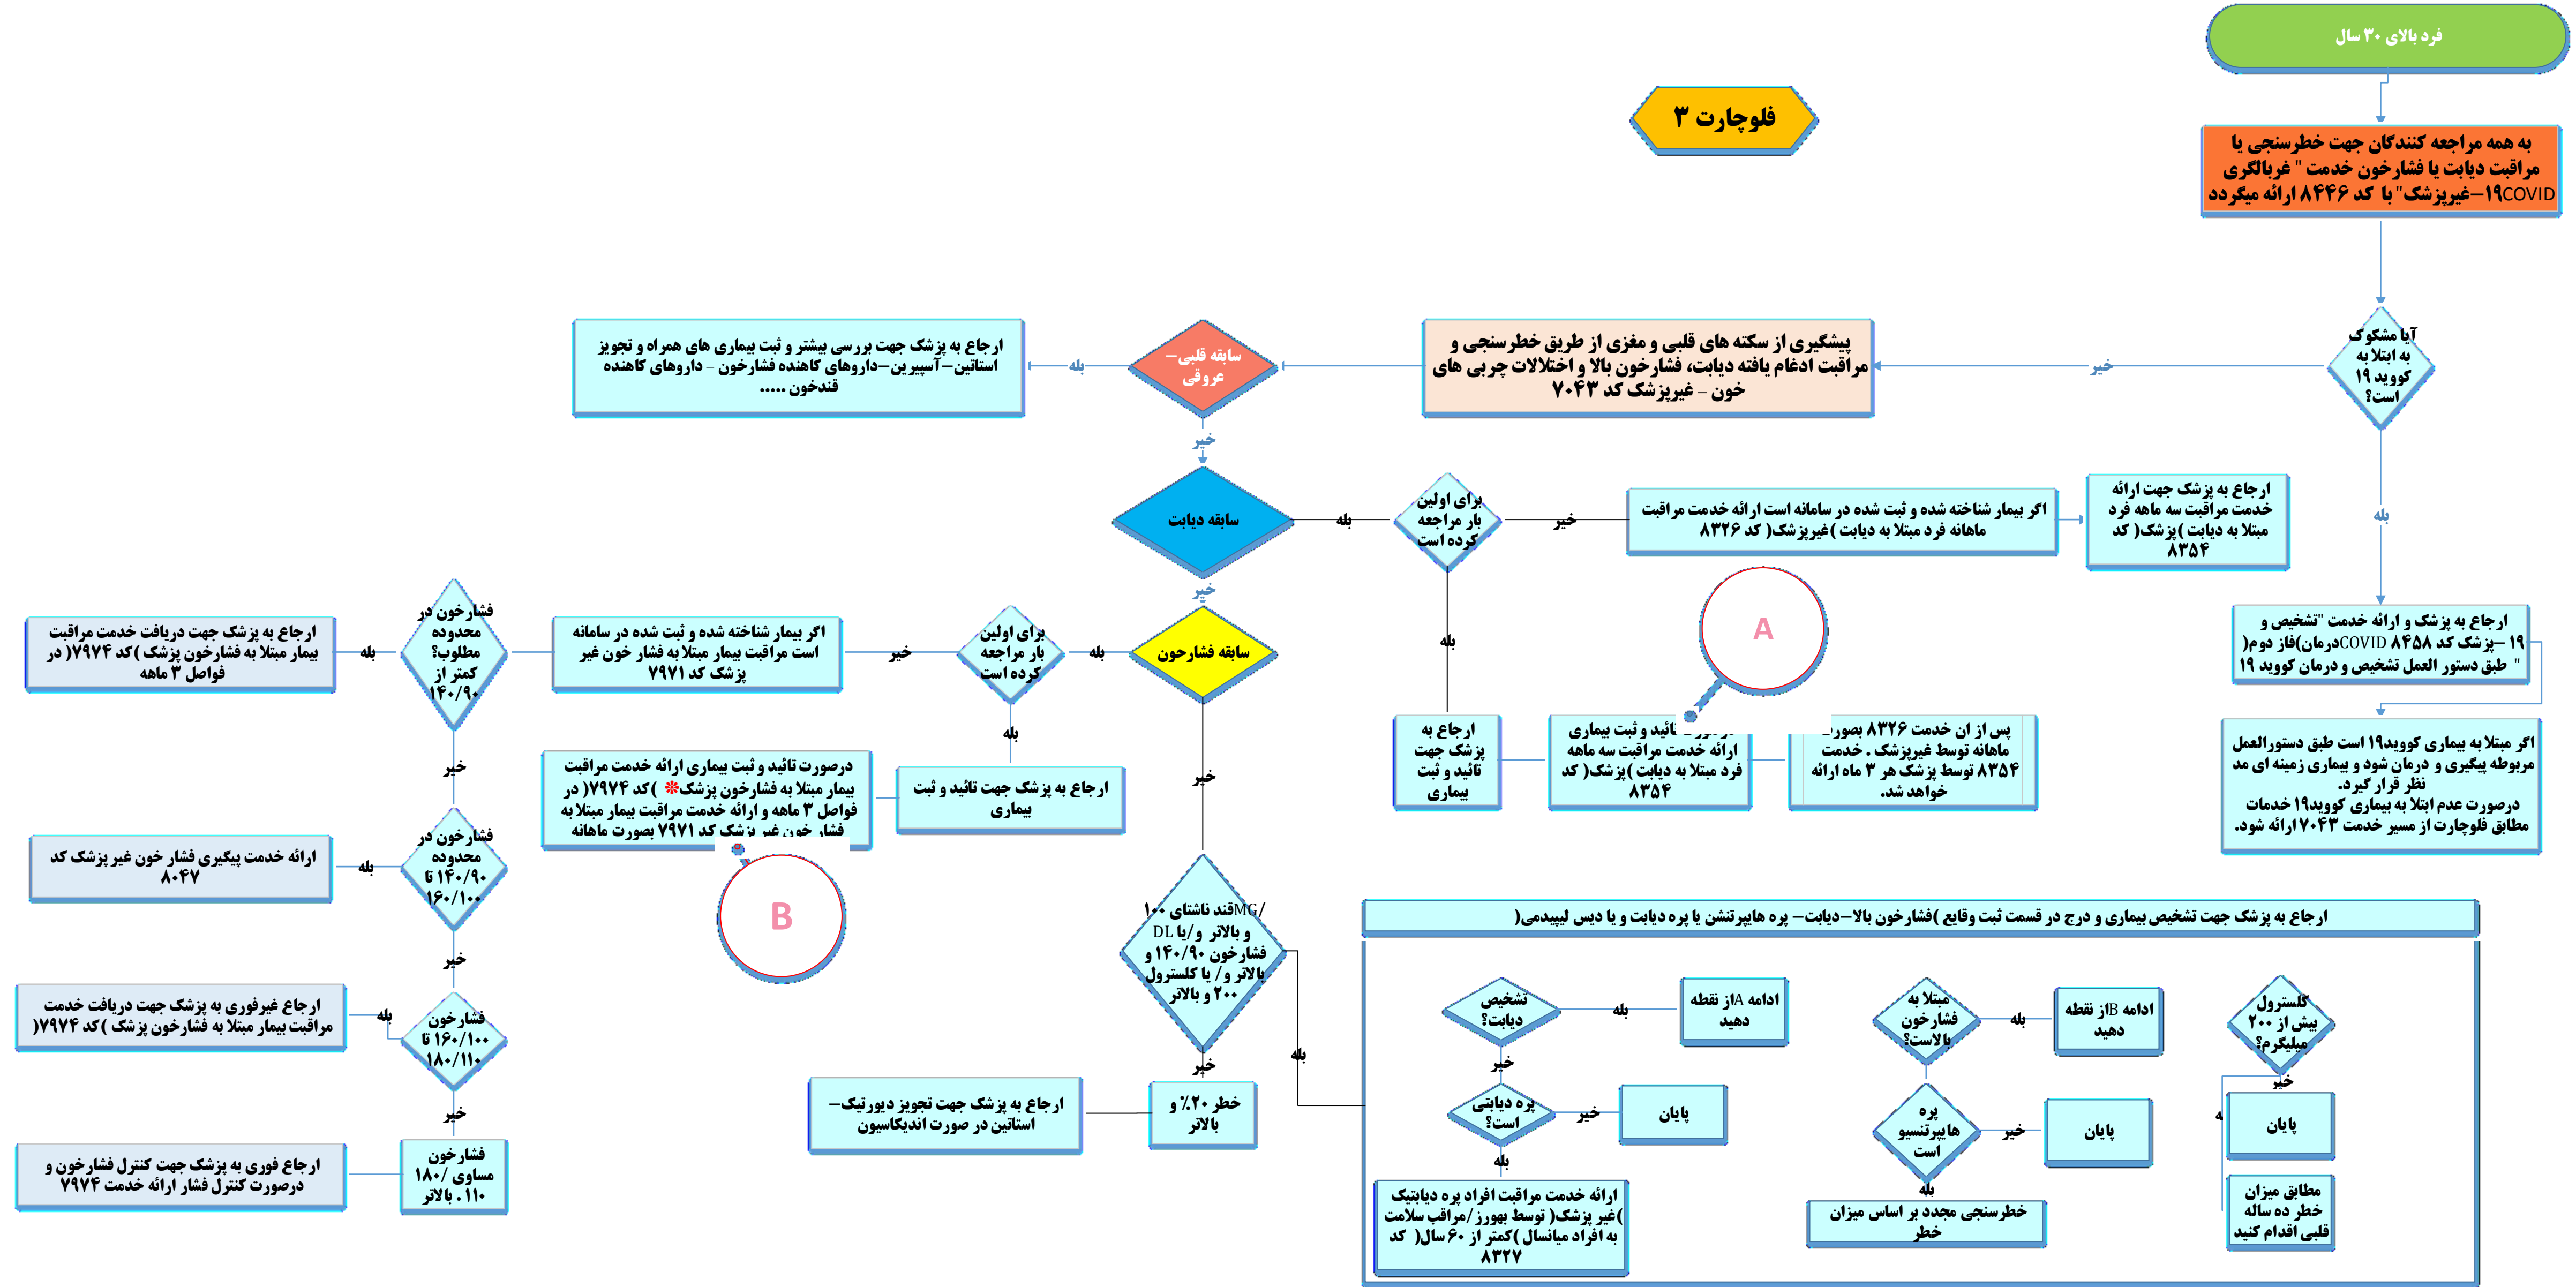 فرد بالای ۳۰ سال
فلوچارت ۳
به همه مراجعه کنندگان جهت خطرسنجی یا
مراقبت دیابت یا فشارخون خدمت " غربالگری
۱۹COVID–غیرپزشک" با کد ۸۴۴۶ ارائه میگردد
آیا مشکوک
به ابتلا به
کووید ۱۹
است؟
خیر
پیشگیری از سکته های قلبی و مغزی از طریق خطرسنجی و
مراقبت ادغام یافته دیابت، فشارخون بالا و اختلالات چربی های
خون – غیرپزشک کد ۷۰۴۳
سابقه قلبی–
عروقی
بله
ارجاع به پزشک جهت بررسی بیشتر و ثبت بیماری های همراه و تجویز
استاتین–آسپیرین–داروهای کاهنده فشارخون – داروهای کاهنده
قندخون .....
خیر
بله
ارجاع به پزشک و ارائه خدمت "تشخیص و
۱۹ –پزشک کد ۸۴۵۸ COVIDدرمان)فاز دوم(
" طبق دستور العمل تشخیص و درمان کووید ۱۹
اگر مبتلا به بیماری کووید۱۹ است طبق دستورالعمل
مربوطه پیگیری و درمان شود و بیماری زمینه ای مد
نظر قرار گیرد.
درصورت عدم ابتلا به بیماری کووید۱۹ خدمات
مطابق فلوچارت از مسیر خدمت ۷۰۴۳ ارائه شود.
سابقه دیابت
بله
برای اولین
بار مراجعه
کرده است
خیر
اگر بیمار شناخته شده و ثبت شده در سامانه است ارائه خدمت مراقبت
ماهانه فرد مبتلا به دیابت )غیرپزشک( کد ۸۳۲۶
ارجاع به پزشک جهت ارائه
خدمت مراقبت سه ماهه فرد
مبتلا به دیابت )پزشک( کد
۸۳۵۴
بله
A
ارجاع به
پزشک جهت
تائید و ثبت
بیماری
تائید و ثبت بیماری
ارائه خدمت مراقبت سه ماهه
فرد مبتلا به دیابت )پزشک( کد
۸۳۵۴
پس از ان خدمت ۸۳۲۶ بصورت
ماهانه توسط غیرپزشک . خدمت
۸۳۵۴ توسط پزشک هر ۳ ماه ارائه
خواهد شد.
خیر
سابقه فشارخون
بله
برای اولین
بار مراجعه
کرده است
خیر
اگر بیمار شناخته شده و ثبت شده در سامانه
است مراقبت بیمار مبتلا به فشار خون غیر
پزشک کد ۷۹۷۱
فشارخون در
محدوده
مطلوب؟
کمتر از
۱۴۰/۹۰
بله
ارجاع به پزشک جهت دریافت خدمت مراقبت
بیمار مبتلا به فشارخون پزشک )کد ۷۹۷۴( در
فواصل ۳ ماهه
بله
ارجاع به پزشک جهت تائید و ثبت
بیماری
درصورت تائید و ثبت بیماری ارائه خدمت مراقبت
بیمار مبتلا به فشارخون پزشک* )کد ۷۹۷۴( در
فواصل ۳ ماهه و ارائه خدمت مراقبت بیمار مبتلا به
فشار خون غیر پزشک کد ۷۹۷۱ بصورت ماهانه
B
خیر
فشارخون در
محدوده
۱۴۰/۹۰ تا
۱۶۰/۱۰۰
بله
ارائه خدمت پیگیری فشار خون غیر پزشک کد
۸۰۴۷
خیر
فشارخون
۱۶۰/۱۰۰ تا
۱۸۰/۱۱۰
بله
ارجاع غیرفوری به پزشک جهت دریافت خدمت
مراقبت بیمار مبتلا به فشارخون پزشک )کد ۷۹۷۴(
خیر
فشارخون
مساوی /۱۸۰
۱۱۰ . بالاتر
ارجاع فوری به پزشک جهت کنترل فشارخون و
درصورت کنترل فشار ارائه خدمت ۷۹۷۴
خیر
/MGقند ناشتای ۱۰۰
و بالاتر و/یا DL
فشارخون ۱۴۰/۹۰ و
بالاتر و/ یا کلسترول
۲۰۰ و بالاتر
خیر
خطر ۲۰٪ و
بالاتر
ارجاع به پزشک جهت تجویز دیورتیک–
استاتین در صورت اندیکاسیون
بله
ارجاع به پزشک جهت تشخیص بیماری و درج در قسمت ثبت وقایع )فشارخون بالا–دیابت– پره هایپرتنشن یا پره دیابت و یا دیس لیپیدمی(
تشخیص
دیابت؟
بله
ادامه Aاز نقطه
دهید
خیر
پره دیابتی
است؟
خیر
پایان
بله
ارائه خدمت مراقبت افراد پره دیابتیک
)غیر پزشک( توسط بهورز/مراقب سلامت
به افراد میانسال )کمتر از ۶۰ سال( کد
۸۳۲۷
مبتلا به
فشارخون
بالاست؟
بله
ادامه Bاز نقطه
دهید
پره
هایپرتنسیو
است
خیر
پایان
بله
خطرسنجی مجدد بر اساس میزان
خطر
کلسترول
بیش از ۲۰۰
میلیگرم؟
خیر
پایان
مطابق میزان
خطر ده ساله
قلبی اقدام کنید